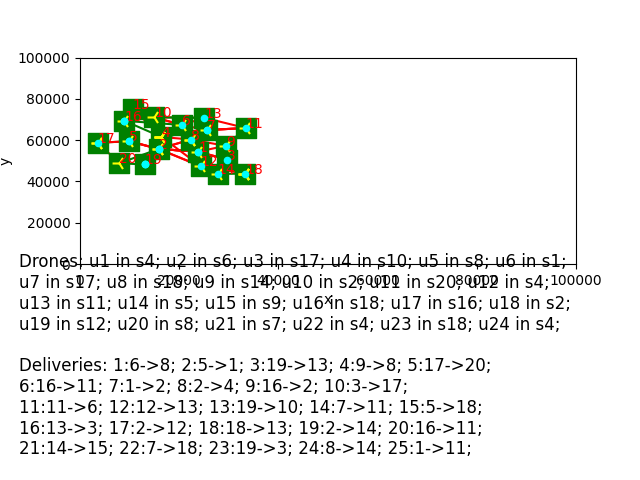 100000
80000
60000
40000
20000
0
y
0 20000 40000 60000 80000 100000
x
Drones: u1 in s4; u2 in s6; u3 in s17; u4 in s10; u5 in s8; u6 in s1;
u7 in s17; u8 in s19; u9 in s14; u10 in s2; u11 in s20; u12 in s4;
u13 in s11; u14 in s5; u15 in s9; u16 in s18; u17 in s16; u18 in s2;
u19 in s12; u20 in s8; u21 in s7; u22 in s4; u23 in s18; u24 in s4;
Deliveries: 1:6->8; 2:5->1; 3:19->13; 4:9->8; 5:17->20;
6:16->11; 7:1->2; 8:2->4; 9:16->2; 10:3->17;
11:11->6; 12:12->13; 13:19->10; 14:7->11; 15:5->18;
16:13->3; 17:2->12; 18:18->13; 19:2->14; 20:16->11;
21:14->15; 22:7->18; 23:19->3; 24:8->14; 25:1->11;